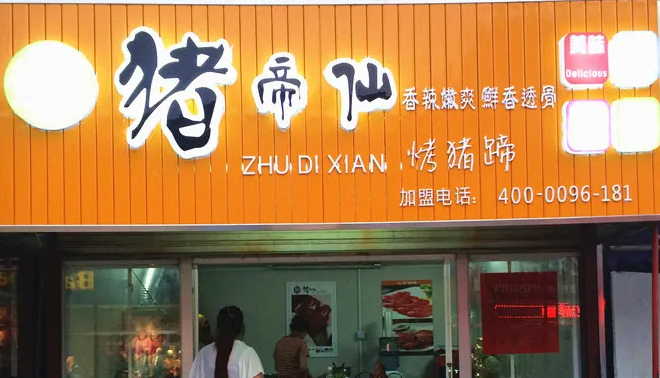 猪帝仙
ZHU DI XIAN
香辣嫩爽 鲜香透骨
烤猪蹄
加盟电话: 400-0096-181
美味
Delicious